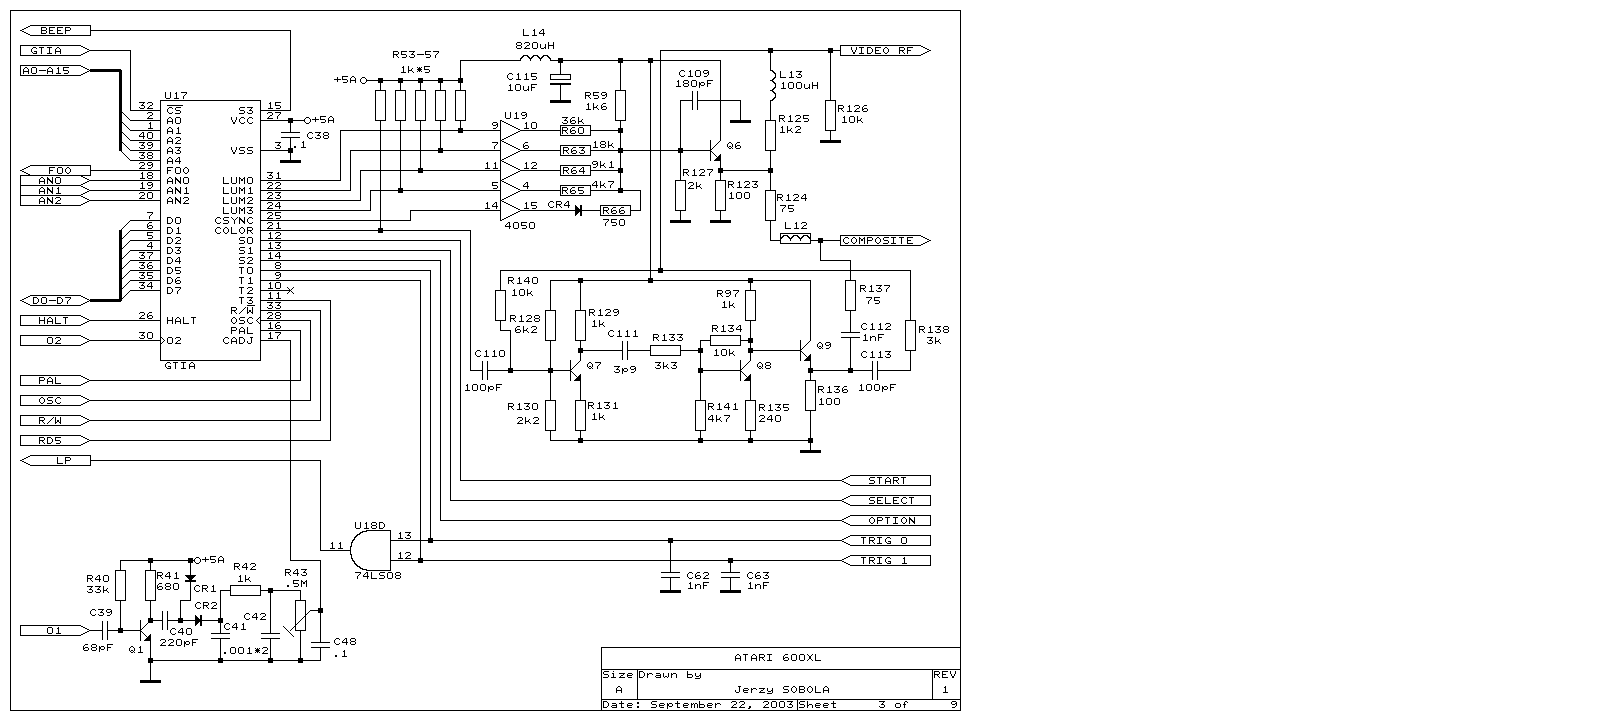 BEEP
GTIA
A0-A15
F00
AN0
AN1
AN2
D0-D7
HALT
O2
PAL
OSC
R/W
RD5
LP
O1
U17
32 CS
2 A0
1 A1
40 A2
39 A3
38 A4
29 F00
18 AN0
19 AN1
20 AN2
7 D0
6 D1
5 D2
4 D3
37 D4
36 D5
35 D6
34 D7
26 HALT
30 O2
S3 15
VCC 27
VSS 3
LUM0 31
LUM1 22
LUM2 23
LUM3 24
CSYNC 25
COLOR 21
S0 12
S1 13
S2 14
T0 8
T1 9
T2 10
T3 11
R/W 33
OSC 28
PAL 16
CADJ 17
GTIA
+5A
C38
.1
R53-57
1k*5
+5A
L14
820uH
C115
10uF
R59
1k6
U19
9 10
7 6
11 12
5 4
14 15
4050
36k
R60
R63 18k
R64 9k1
R65 4k7
CR4
R66
750
C109
180pF
Q6
R127
2k
R123
100
L13
100uH
R125
1k2
R126
10k
R124
75
L12
VIDEO RF
COMPOSITE
R140
10k
R128
6k2
R129
1k
C110
100pF
Q7
R130
2k2
R131
1k
C111
3p9
R133
3k3
R97
1k
R134
10k
Q8
R141
4k7
R135
240
Q9
R136
100
R137
75
C112
1nF
C113
100pF
R138
3k
START
SELECT
OPTION
TRIG 0
TRIG 1
U18D
11
13
12
74LS08
C62
1nF
C63
1nF
+5A
R40
33k
R41
680
CR1
R42
1k
R43
.5M
C39
68pF
Q1
C40
220pF
CR2
C41
C42
.001*2
C48
.1
ATARI 600XL
Size Drawn by REV
A Jerzy SOBOLA 1
Date: September 22, 2003 Sheet 3 of 9